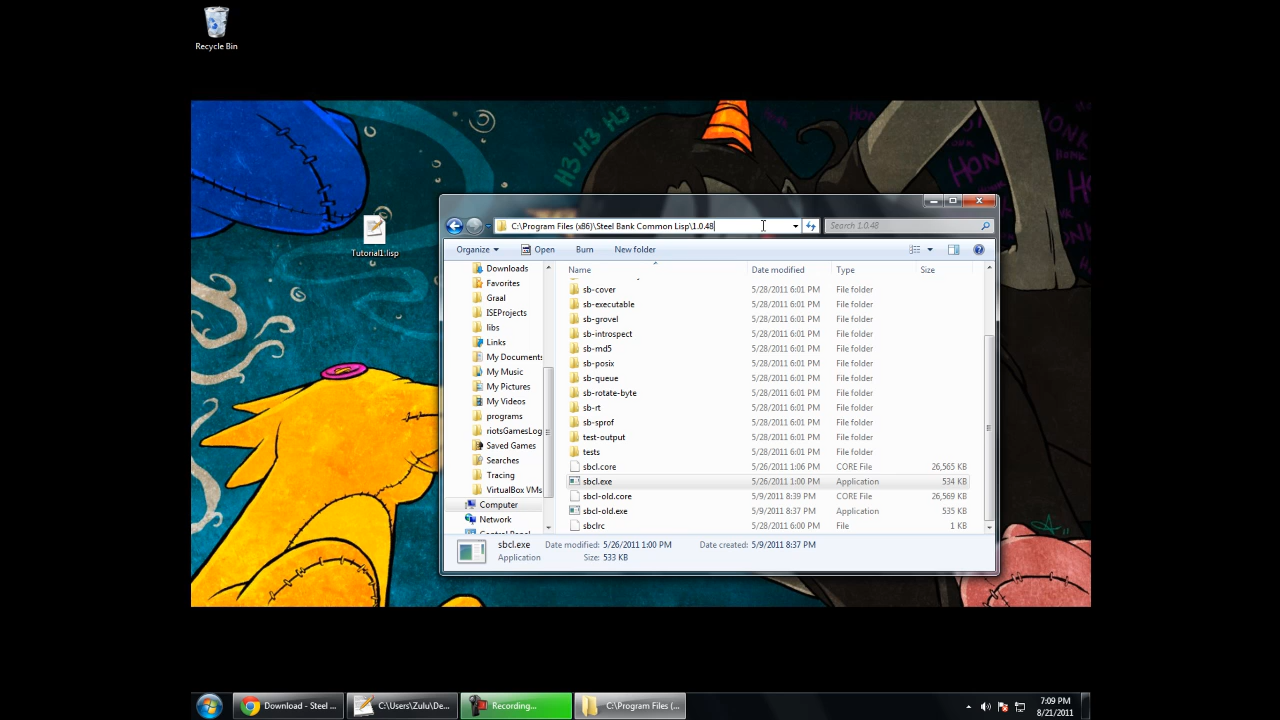 Recycle Bin
H3 H3 H3
HONK
HONK
HONK
Tutorial1.lisp
C:\Program Files (x86)\Steel Bank Common Lisp\1.0.48
Search 1.0.48
Organize Open Burn New folder
Name Date modified Type Size
Downloads
Favorites
Graal
ISEProjects
libs
Links
My Documents
My Music
My Pictures
My Videos
programs
riotsGamesLog
Saved Games
Searches
Tracing
VirtualBox VMs
Computer
Network
Control Panel
sb-cover 5/28/2011 6:01 PM File folder
sb-executable 5/28/2011 6:01 PM File folder
sb-grovel 5/28/2011 6:01 PM File folder
sb-introspect 5/28/2011 6:01 PM File folder
sb-md5 5/28/2011 6:01 PM File folder
sb-posix 5/28/2011 6:01 PM File folder
sb-queue 5/28/2011 6:01 PM File folder
sb-rotate-byte 5/28/2011 6:01 PM File folder
sb-rt 5/28/2011 6:01 PM File folder
sb-sprof 5/28/2011 6:01 PM File folder
test-output 5/28/2011 6:01 PM File folder
tests 5/28/2011 6:01 PM File folder
sbcl.core 5/26/2011 1:06 PM CORE File 26,565 KB
sbcl.exe 5/26/2011 1:00 PM Application 534 KB
sbcl-old.core 5/9/2011 8:39 PM CORE File 26,569 KB
sbcl-old.exe 5/9/2011 8:37 PM Application 535 KB
sbclrc 5/28/2011 6:00 PM File 1 KB
sbcl.exe Date modified: 5/26/2011 1:00 PM Date created: 5/9/2011 8:37 PM
Application Size: 533 KB
Download - Steel ... C:\Users\Zulu\De... Recording... C:\Program Files (...
7:09 PM
8/21/2011